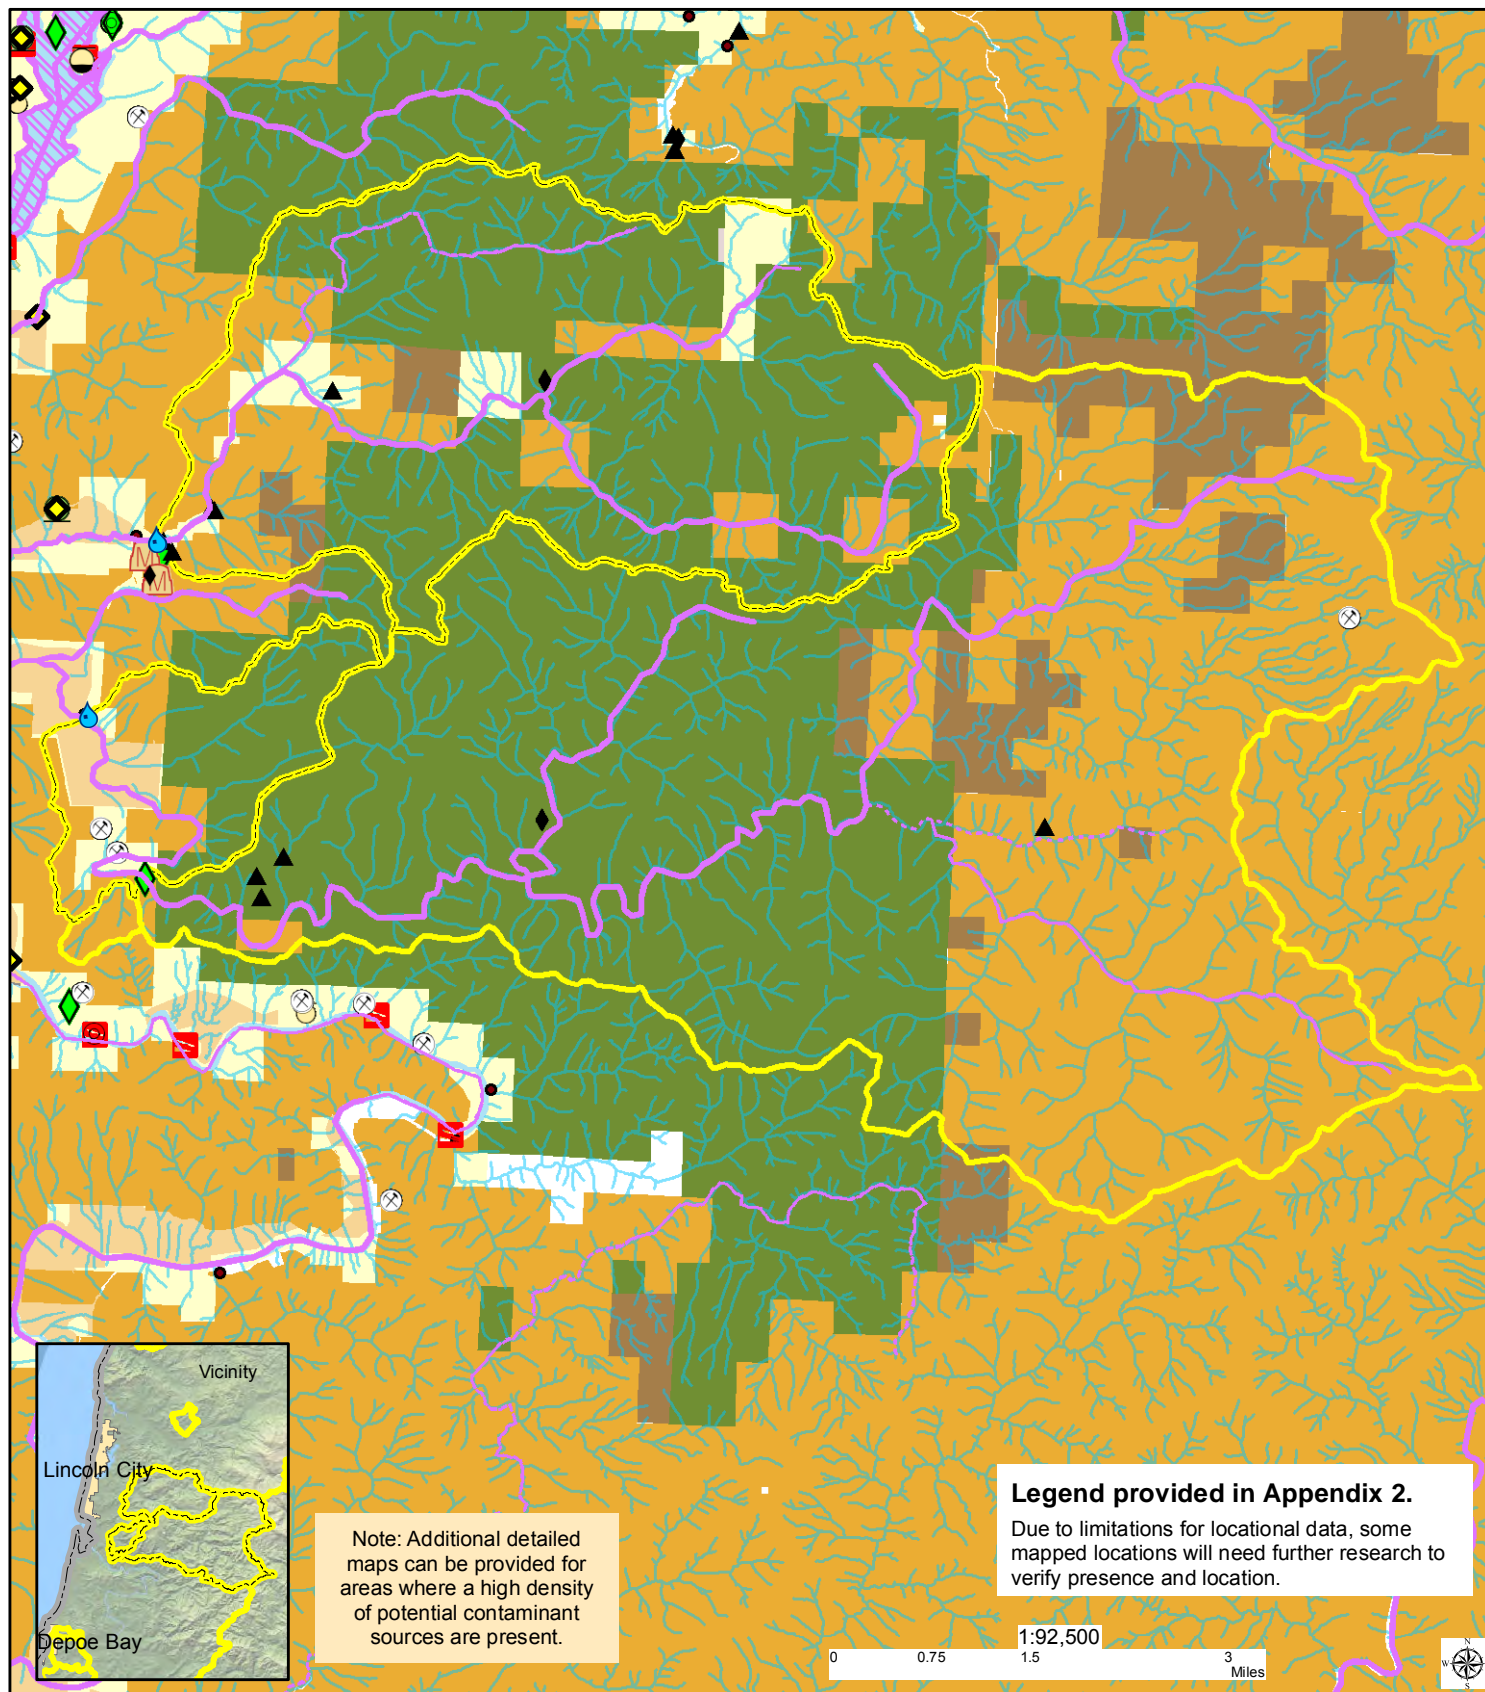 Vicinity
Lincoln City
Depoe Bay
Note: Additional detailed
maps can be provided for
areas where a high density
of potential contaminant
sources are present.
Legend provided in Appendix 2.
Due to limitations for locational data, some
mapped locations will need further research to
verify presence and location.
1:92,500
0 0.75 1.5 3
Miles
N
W
S